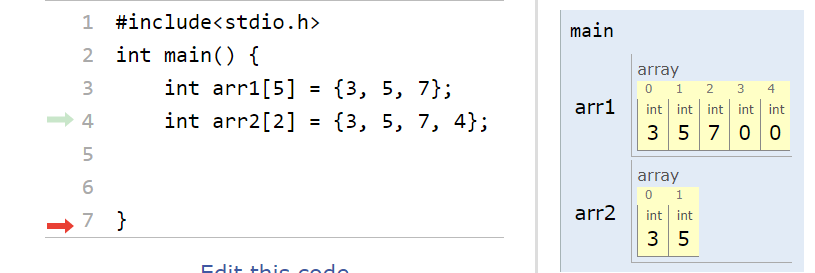 1 #include<stdio.h>
2 int main() {
3     int arr1[5] = {3, 5, 7};
4     int arr2[2] = {3, 5, 7, 4};
5
6
7 }
Edit this code
main
array
0 1 2 3 4
int int int int int
arr1
3 5 7 0 0
array
0 1
int int
arr2
3 5